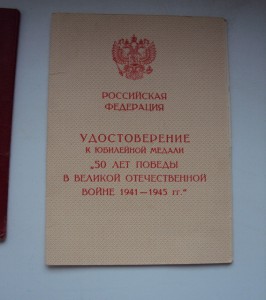 РОССИЙСКАЯ
ФЕДЕРАЦИЯ
УДОСТОВЕРЕНИЕ
К ЮБИЛЕЙНОЙ МЕДАЛИ
„50 ЛЕТ ПОБЕДЫ
В ВЕЛИКОЙ ОТЕЧЕСТВЕННОЙ
ВОЙНЕ 1941—1945 гг."